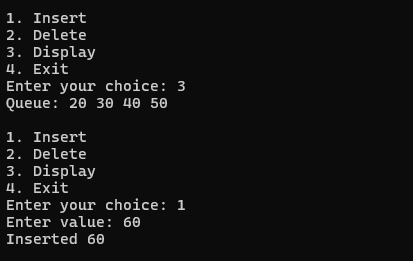 1. Insert
2. Delete
3. Display
4. Exit
Enter your choice: 3
Queue: 20 30 40 50
1. Insert
2. Delete
3. Display
4. Exit
Enter your choice: 1
Enter value: 60
Inserted 60